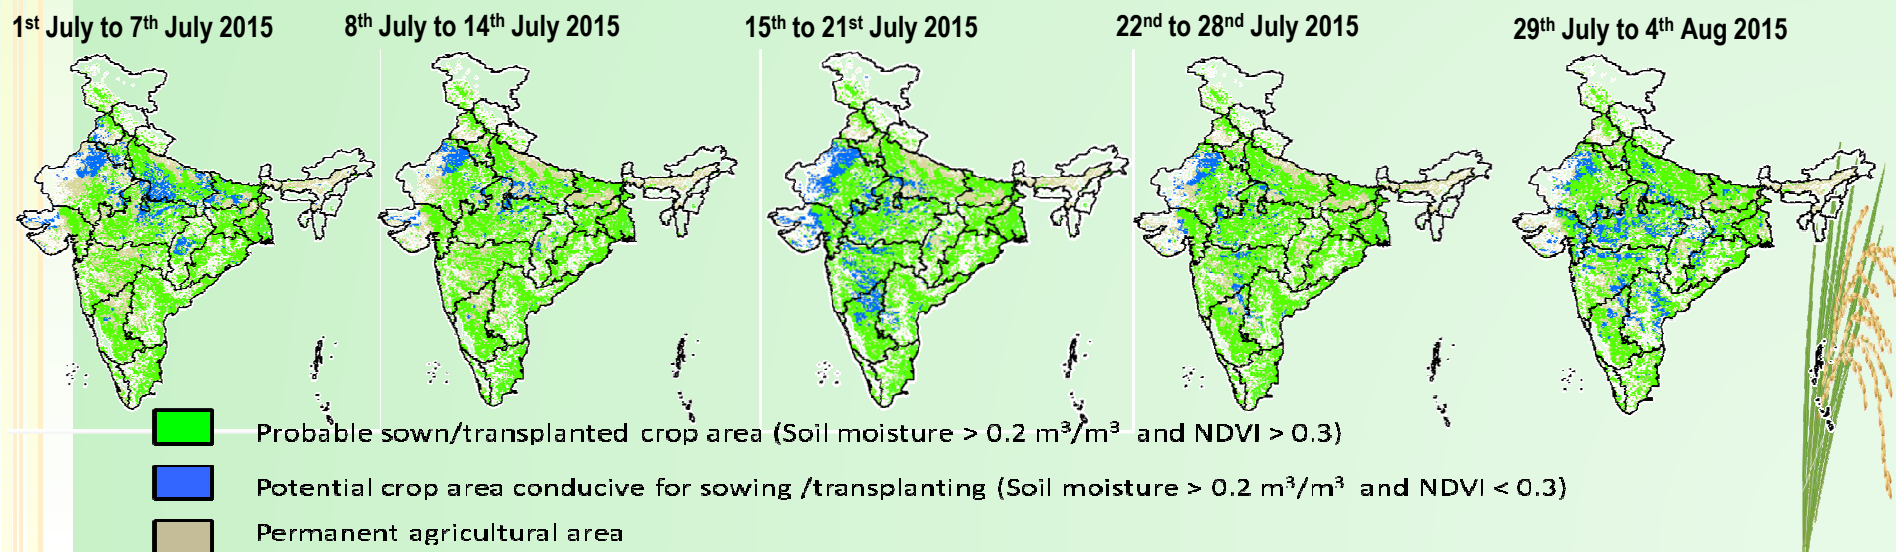 1st July to 7th July 2015
8th July to 14th July 2015
15th to 21st July 2015
22nd to 28nd July 2015
29th July to 4th Aug 2015
Probable sown/transplanted crop area (Soil moisture > 0.2 m³/m³ and NDVI > 0.3)
Potential crop area conducive for sowing /transplanting (Soil moisture > 0.2 m³/m³ and NDVI < 0.3)
Permanent agricultural area